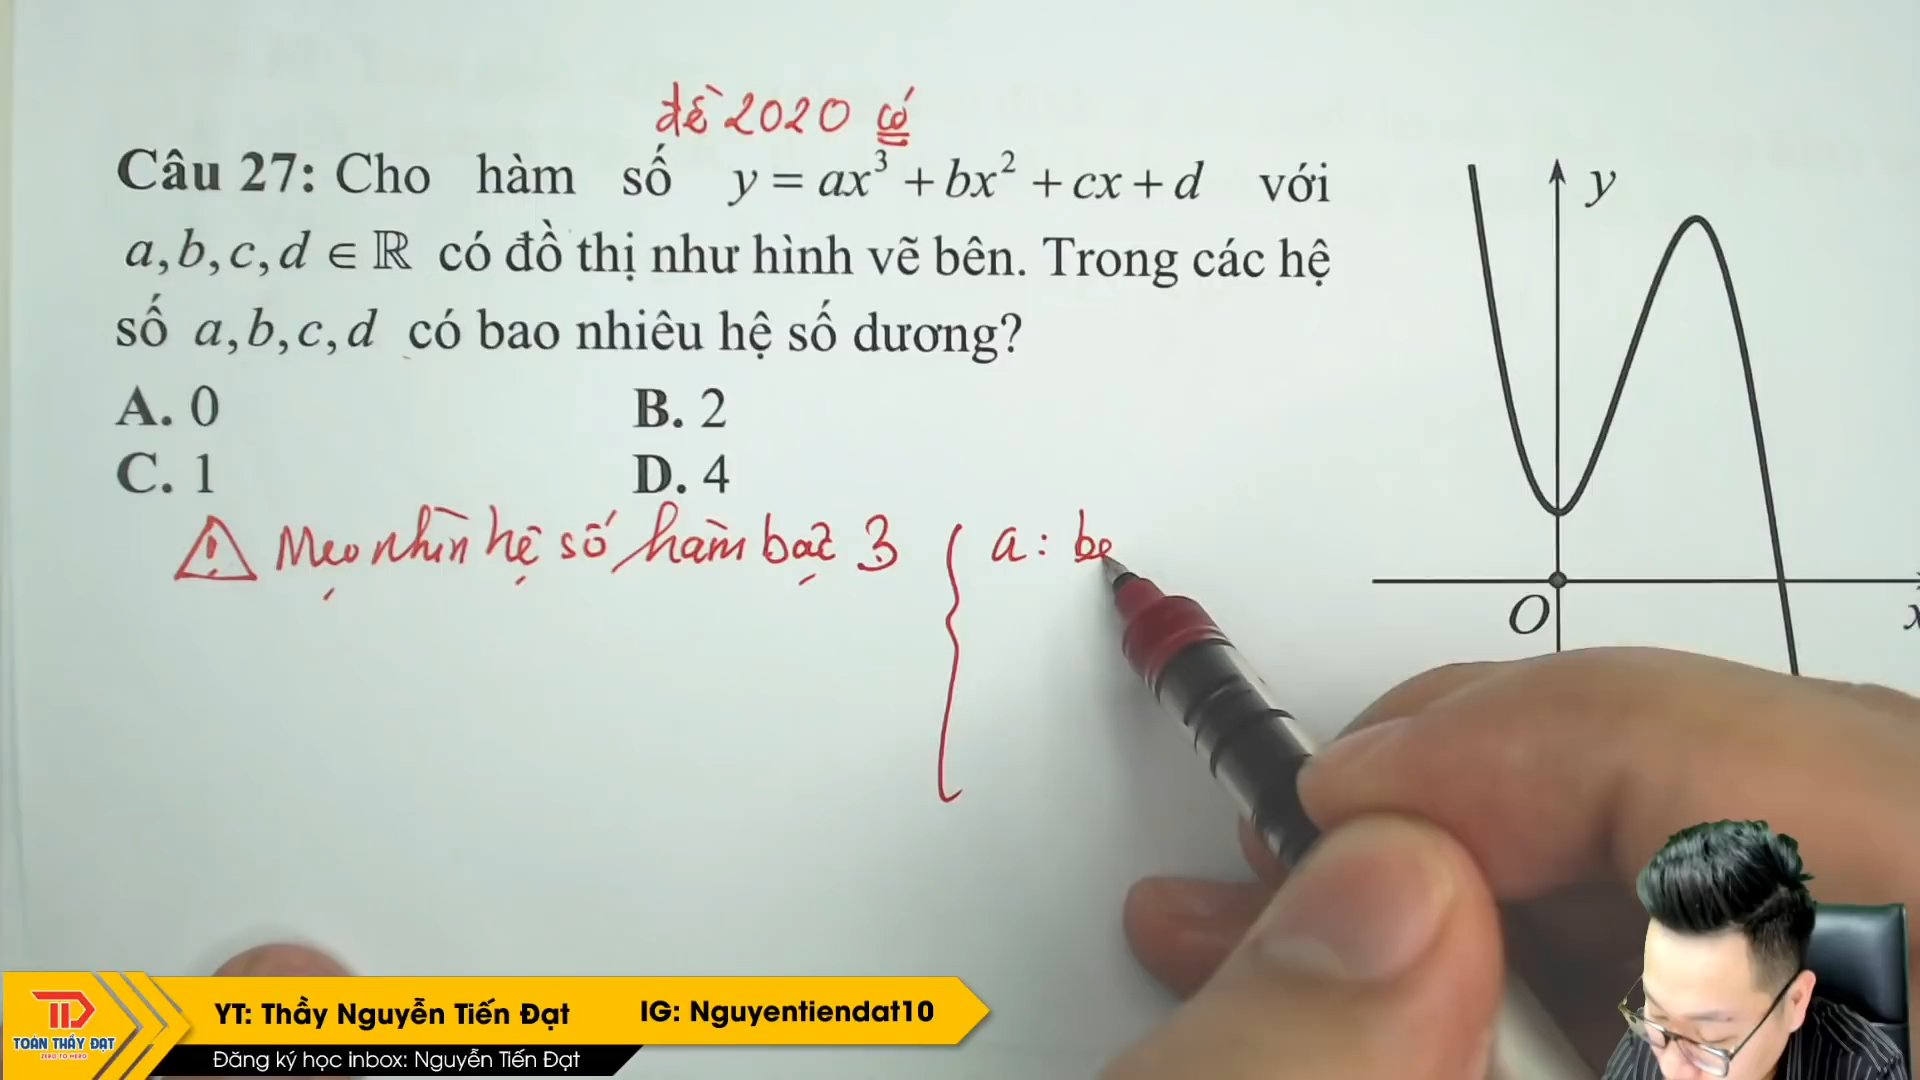 đề 2020 có
Câu 27: Cho hàm số y = ax³ + bx² + cx + d với
a, b, c, d ∈ ℝ có đồ thị như hình vẽ bên. Trong các hệ
số a, b, c, d có bao nhiêu hệ số dương?
A. 0 B. 2
C. 1 D. 4
Mẹo nhìn hệ số hàm bậc 3 { a: be
y
O
x
TD
TOÁN THẦY ĐẠT
ZERO TO HERO
YT: Thầy Nguyễn Tiến Đạt IG: Nguyentiendat10
Đăng ký học inbox: Nguyễn Tiến Đạt